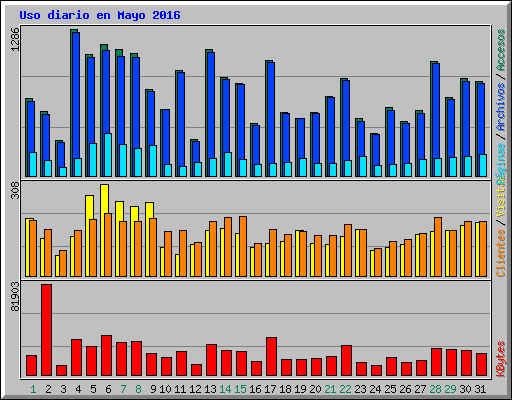 Uso diario en Mayo 2016
1286
308
81903
KBytes
Clientes / Visitas
Páginas / Archivos / Accesos
1 2 3 4 5 6 7 8 9 10 11 12 13 14 15 16 17 18 19 20 21 22 23 24 25 26 27 28 29 30 31